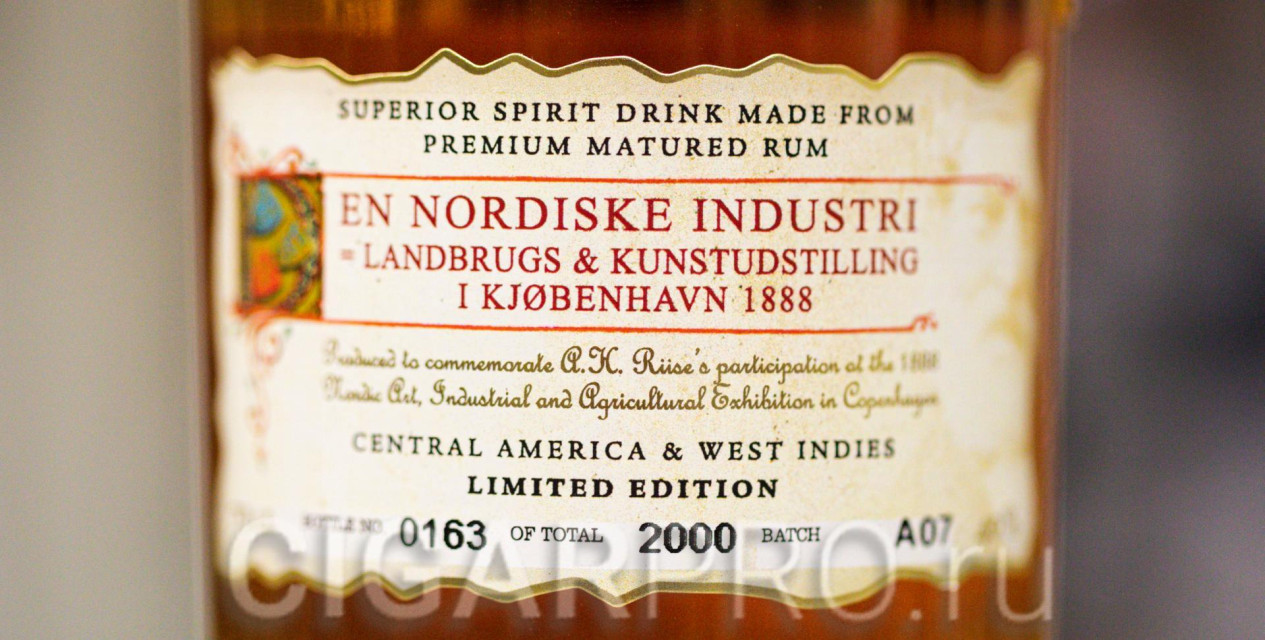 SUPERIOR SPIRIT DRINK MADE FROM
PREMIUM MATURED RUM
EN NORDISKE INDUSTRI
= LANDBRUGS & KUNSTUDSTILLING
I KJØBENHAVN 1888
Produced to commemorate A.H. Riise's participation at the 1888
Nordic Art, Industrial and Agricultural Exhibition in Copenhagen
CENTRAL AMERICA & WEST INDIES
LIMITED EDITION
BOTTLE NO 0163 OF TOTAL 2000 BATCH A07
CIGARPRO.ru